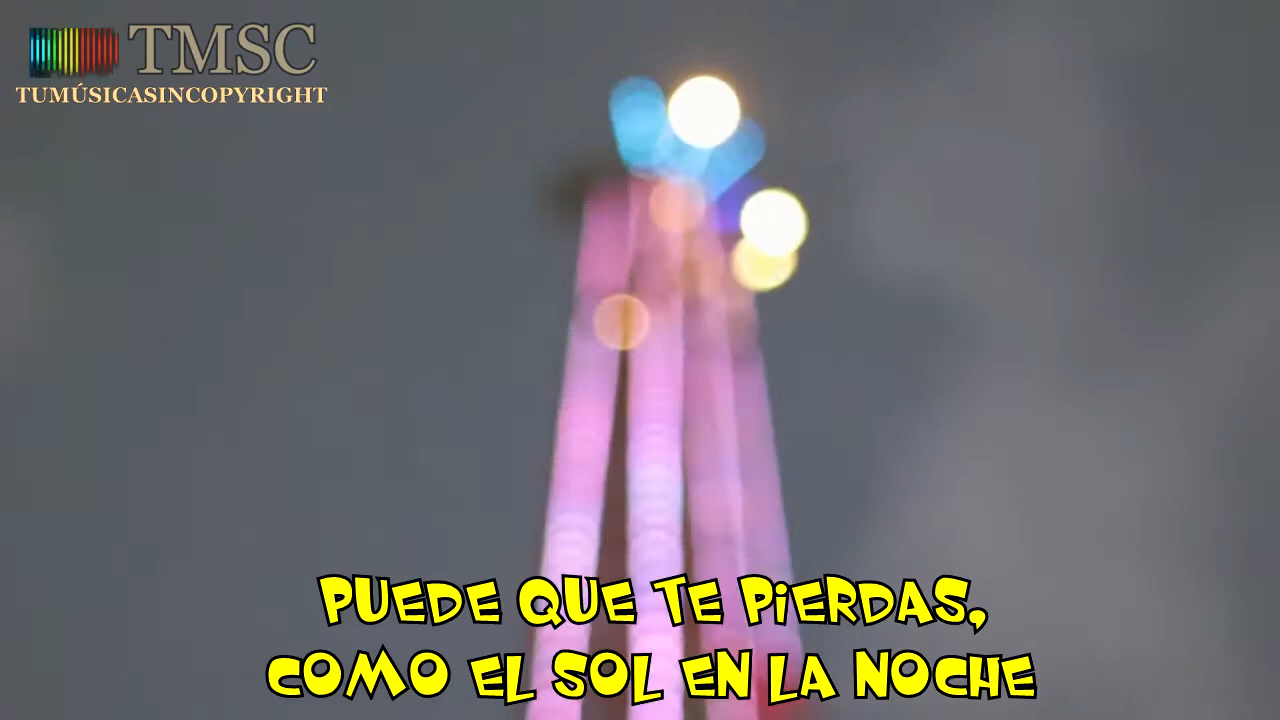 TMSC
TUMÚSICASINCOPYRIGHT
PUEDE QUE TE PIERDAS,
COMO EL SOL EN LA NOCHE